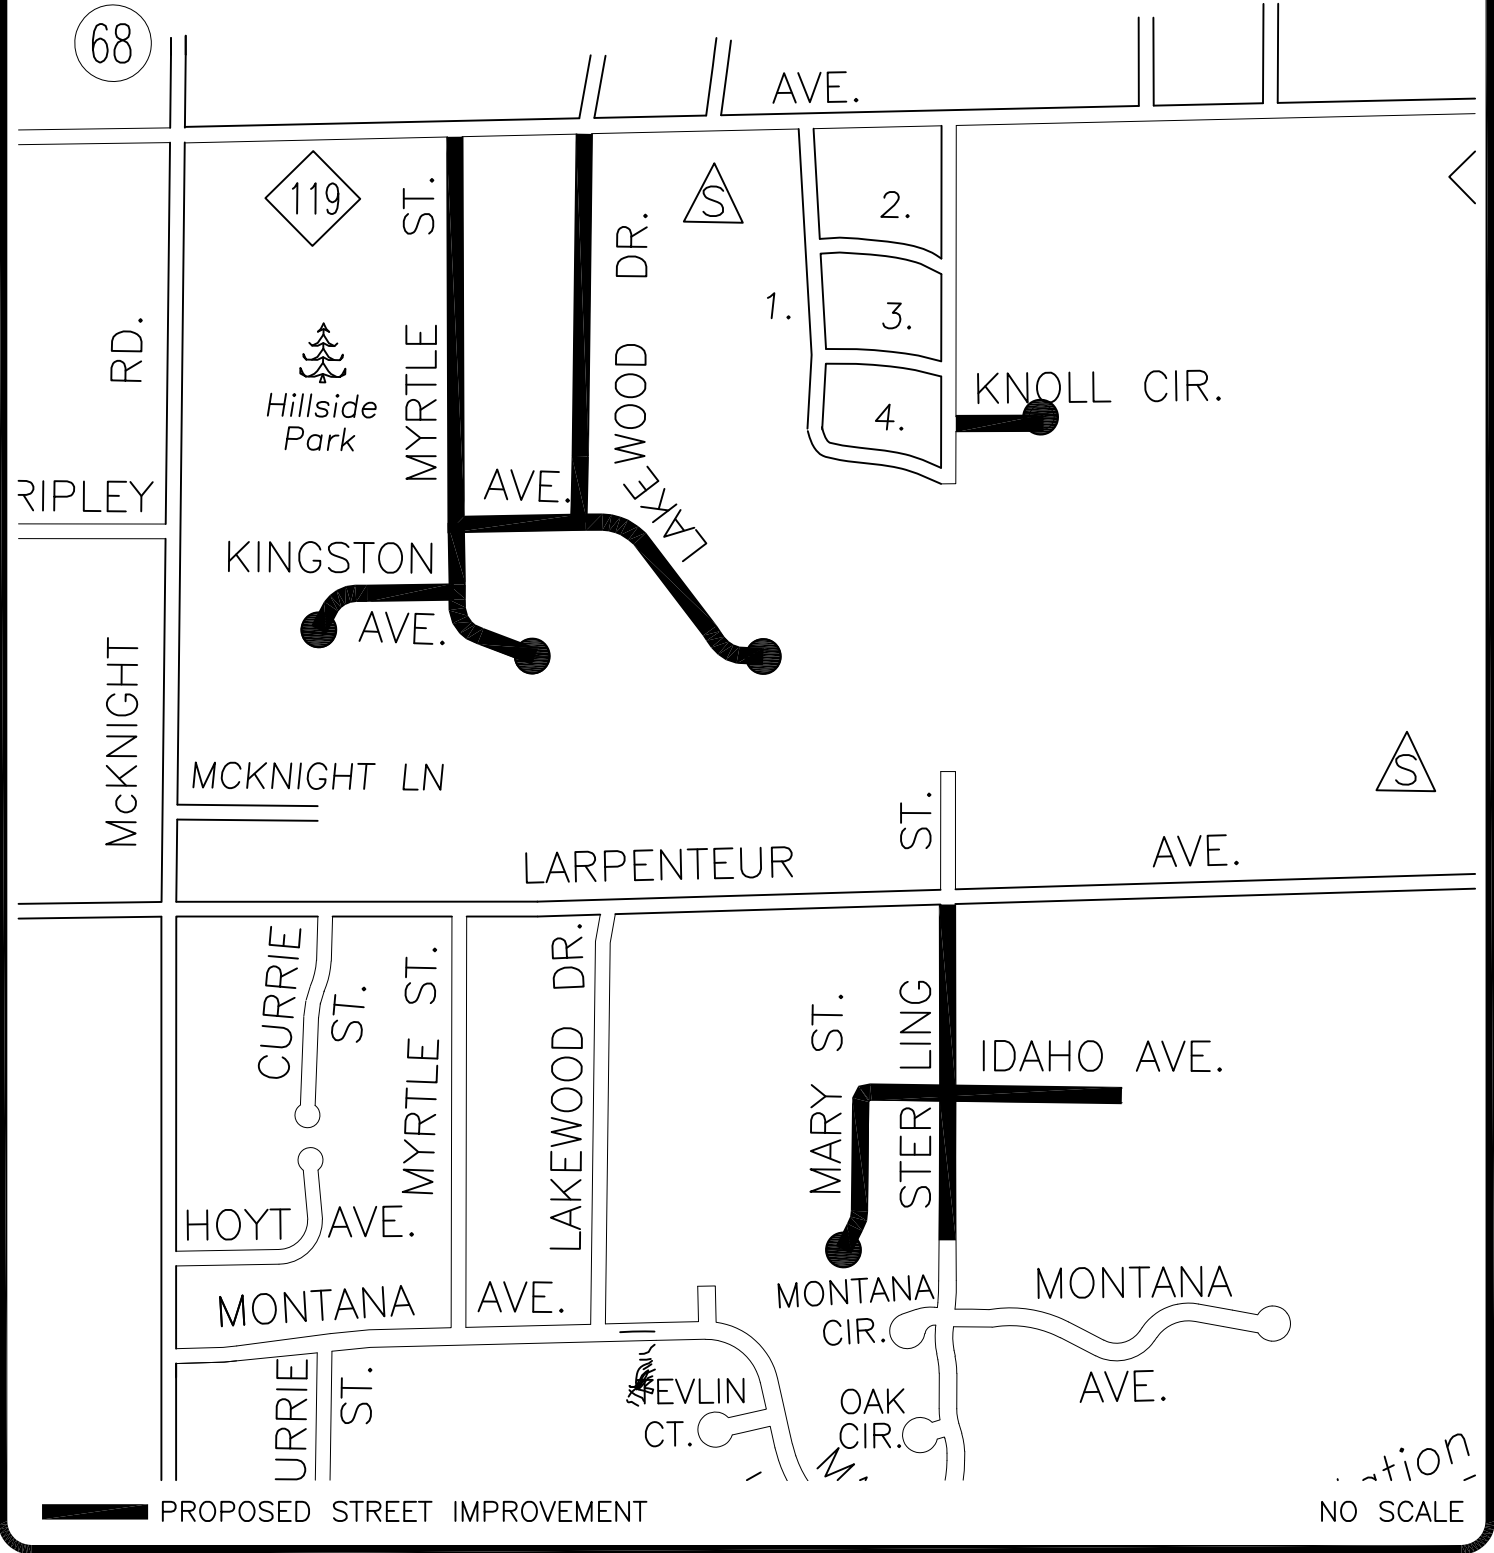 68
AVE.
119
ST.
2.
S
DR.
1.
3.
RD.
MYRTLE
LAKEWOOD
KNOLL CIR.
Hillside
Park
4.
RIPLEY
AVE.
KINGSTON
AVE.
McKNIGHT
MCKNIGHT LN
S
ST.
LARPENTEUR
AVE.
CURRIE
ST.
MYRTLE ST.
LAKEWOOD DR.
MARY ST.
STERLING
IDAHO AVE.
HOYT AVE.
MONTANA AVE.
MONTANA
CIR.
MONTANA
AVE.
URRIE
ST.
EVLIN
CT.
OAK
CIR.
PROPOSED STREET IMPROVEMENT
NO SCALE